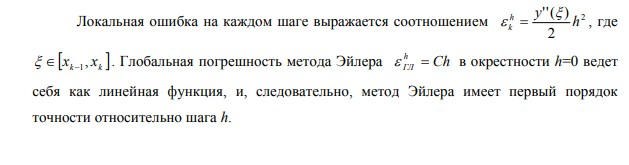 Локальная ошибка на каждом шаге выражается соотношением $\varepsilon_k^h = \frac{y''(\xi)}{2}h^2$, где
$\xi \in [x_{k-1}, x_k]$. Глобальная погрешность метода Эйлера $\varepsilon_{ГЛ}^h = Ch$ в окрестности h=0 ведет
себя как линейная функция, и, следовательно, метод Эйлера имеет первый порядок
точности относительно шага h.